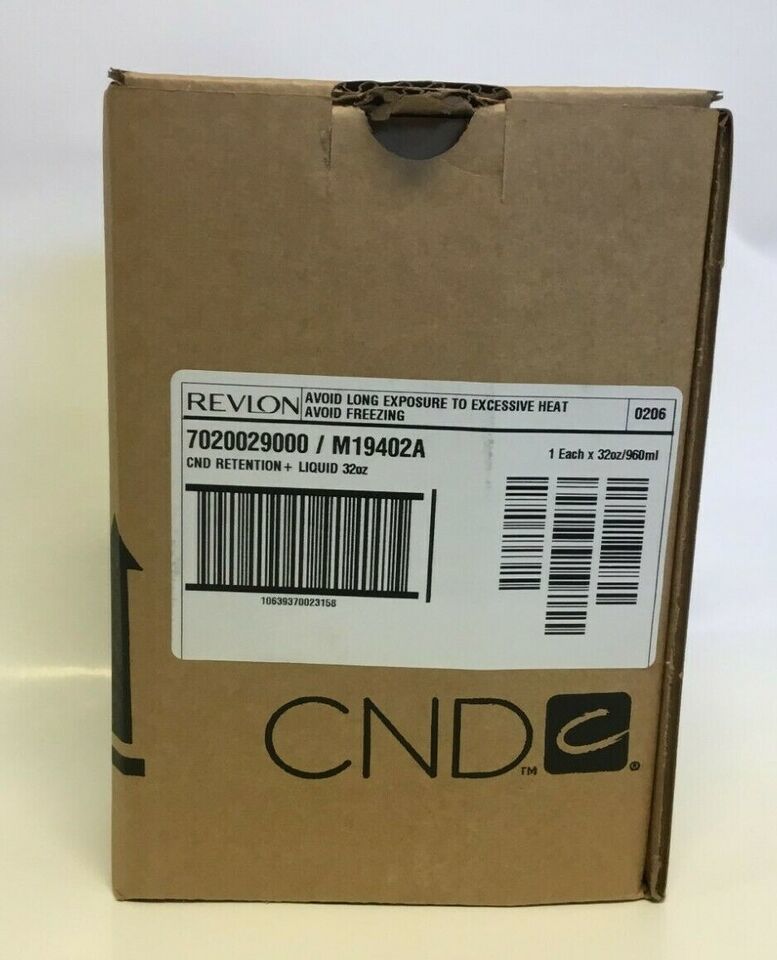 REVLON
AVOID LONG EXPOSURE TO EXCESSIVE HEAT
AVOID FREEZING
0206
7020029000 / M19402A
CND RETENTION+ LIQUID 32oz
1 Each x 32oz/960ml
10639370023158
CND™
®